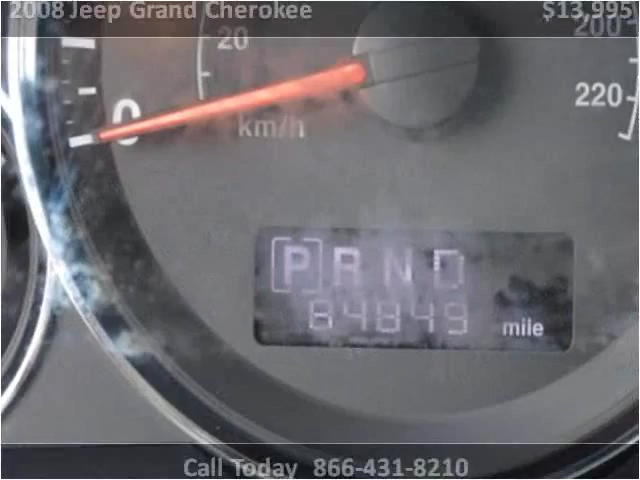 2008 Jeep Grand Cherokee $13,995
20
200
220
0
km/h
[P] R N D
84849 mile
Call Today 866-431-8210